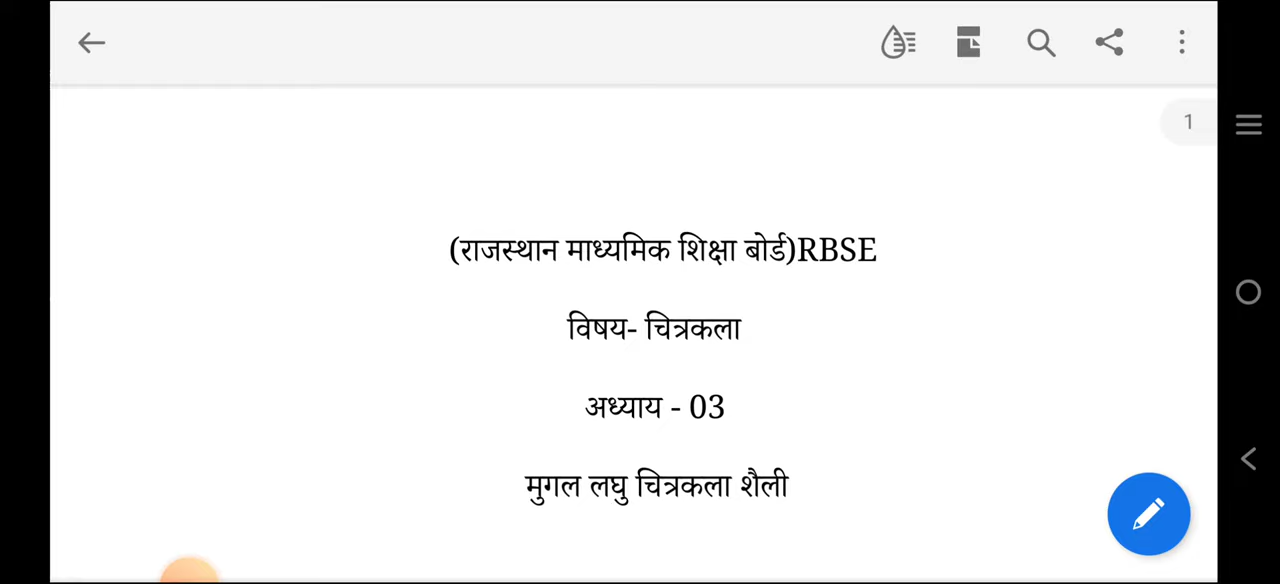 1
(राजस्थान माध्यमिक शिक्षा बोर्ड)RBSE
विषय- चित्रकला
अध्याय - 03
मुगल लघु चित्रकला शैली